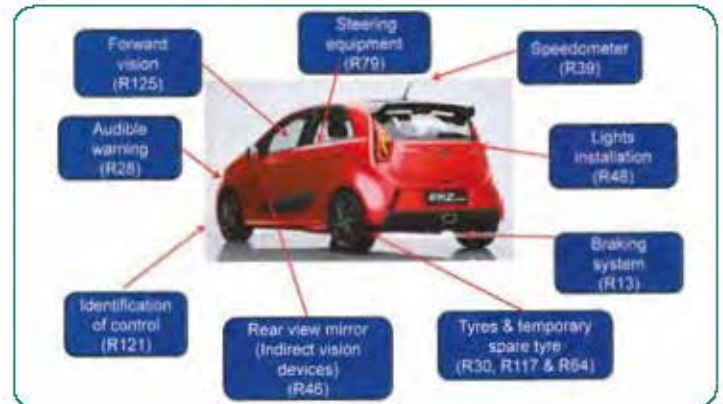 Steering
equipment
(R79)
Forward
vision
(R125)
Speedometer
(R39)
Audible
warning
(R28)
Lights
installation
(R48)
Braking
system
(R13)
Identification
of control
(R121)
Rear view mirror
(Indirect vision
devices)
(R46)
Tyres & temporary
spare tyre
(R30, R117 & R64)